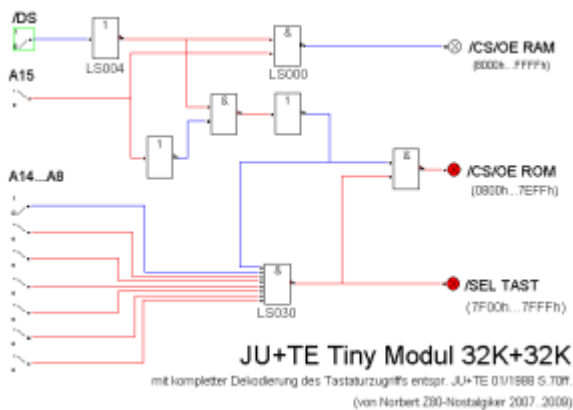 /DS
1
&
LS004
LS000
/CS/OE RAM
(8000h...FFFFh)
A15
&
1
1
A14...A8
&
/CS/OE ROM
(0800h...7EFFh)
&
LS030
/SEL TAST
(7F00h...7FFFh)
JU+TE Tiny Modul 32K+32K
mit kompletter Dekodierung des Tastaturzugriffs entspr. JU+TE 01/1988 S.70ff.
(von Norbert Z80-Nostalgiker 2007..2009)